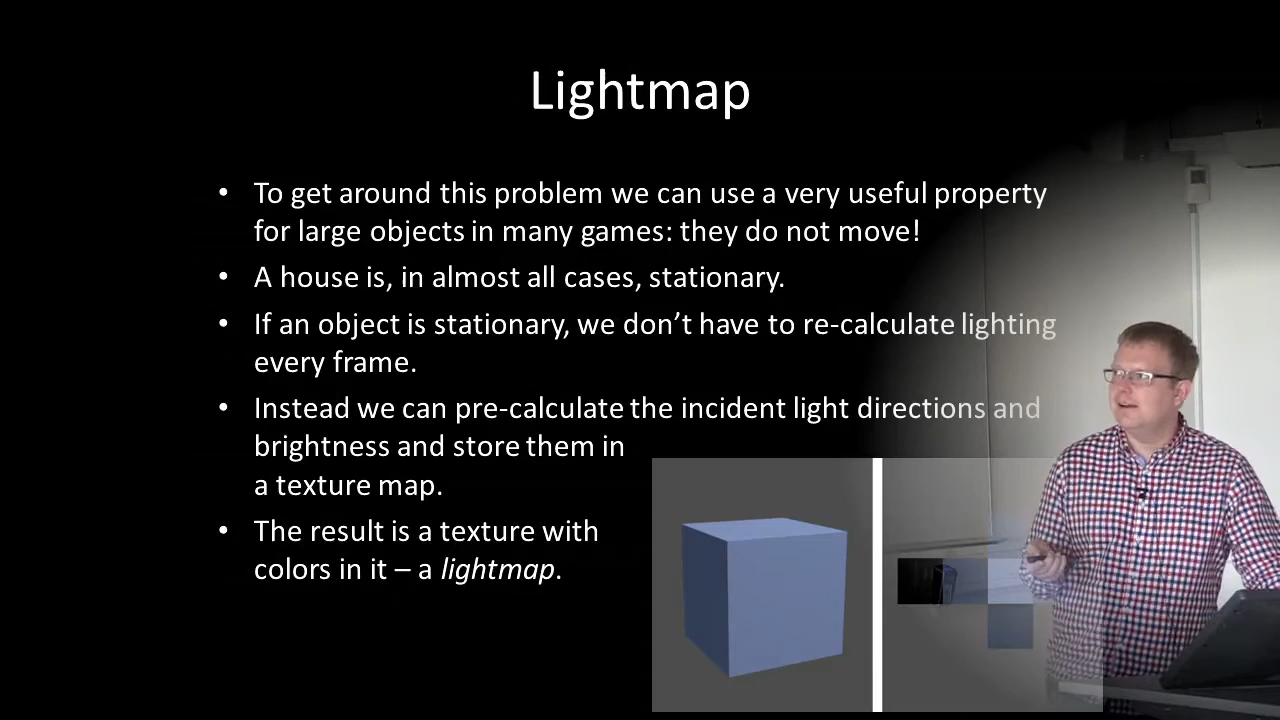 Lightmap
• To get around this problem we can use a very useful property
for large objects in many games: they do not move!
• A house is, in almost all cases, stationary.
• If an object is stationary, we don't have to re-calculate lighting
every frame.
• Instead we can pre-calculate the incident light directions and
brightness and store them in
a texture map.
• The result is a texture with
colors in it – a lightmap.